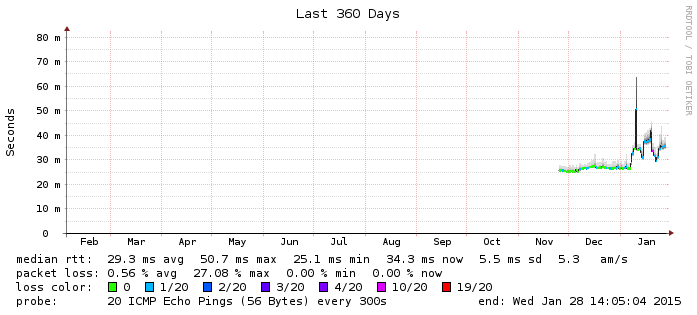 Last 360 Days
RRDTOOL / TOBI OETIKER
Seconds
80 m
70 m
60 m
50 m
40 m
30 m
20 m
10 m
0
Feb Mar Apr May Jun Jul Aug Sep Oct Nov Dec Jan
median rtt: 29.3 ms avg 50.7 ms max 25.1 ms min 34.3 ms now 5.5 ms sd 5.3 am/s
packet loss: 0.56 % avg 27.08 % max 0.00 % min 0.00 % now
loss color: 0 1/20 2/20 3/20 4/20 10/20 19/20
probe: 20 ICMP Echo Pings (56 Bytes) every 300s end: Wed Jan 28 14:05:04 2015